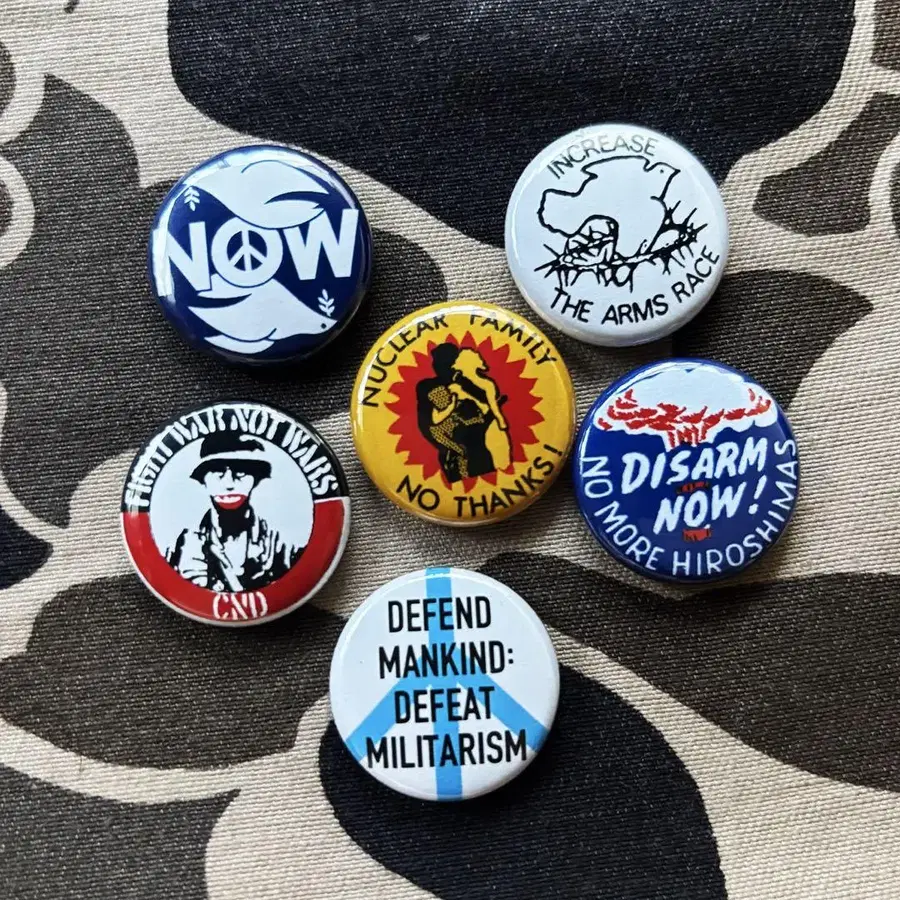 NOW
INCREASE
THE ARMS RACE
NUCLEAR FAMILY
NO THANKS!
FIGHT WAR NOT WARS
CND
DISARM
NOW!
NO MORE HIROSHIMAS
DEFEND
MANKIND:
DEFEAT
MILITARISM